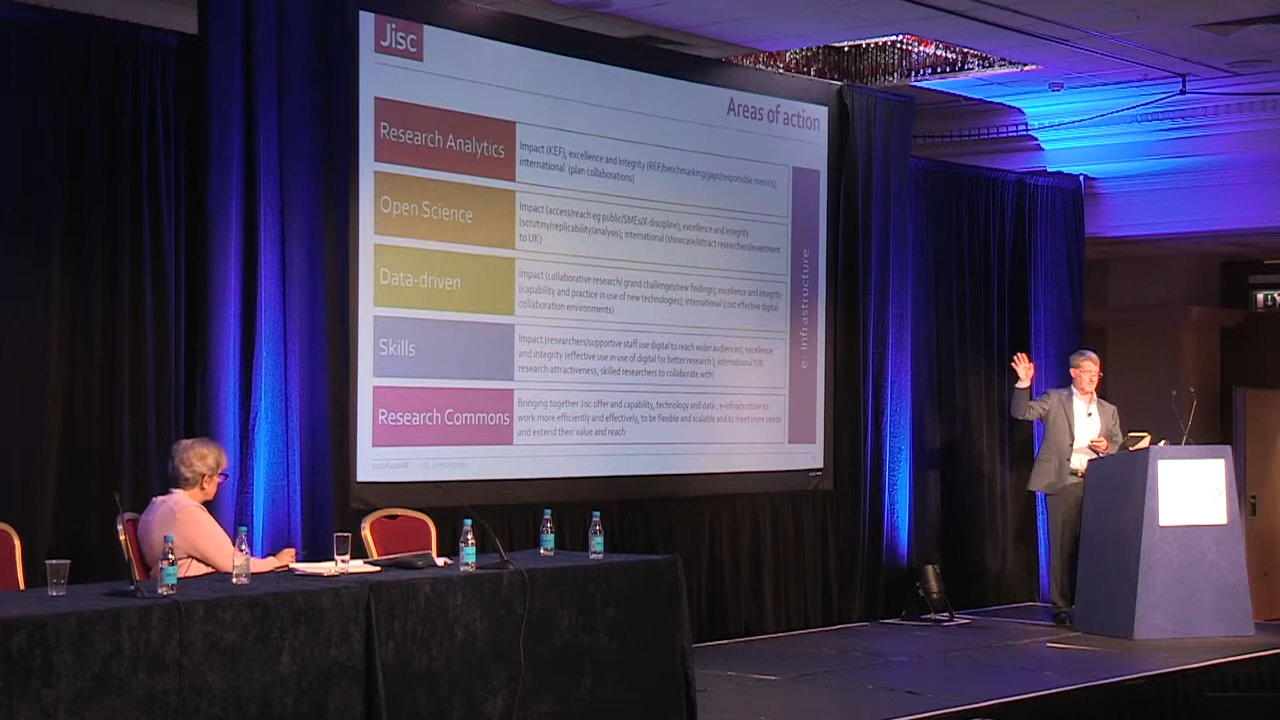 Jisc
Areas of action
Research Analytics
Impact (KEF); excellence and integrity (REF/benchmarking/gaps/responsible metrics);
international (plan collaborations)
Open Science
Impact (access/reach eg public/SMEs/X-discipline); excellence and integrity
(scrutiny/replicability/analysis); international (showcase/attract researchers/investment
to UK)
Data-driven
Impact (collaborative research/ grand challenges/new findings); excellence and integrity
(capability and practice in use of new technologies); international (cost effective digital
collaboration environments)
Skills
Impact (researchers/supportive staff use digital to reach wider audiences); excellence
and integrity (effective use in use of digital for better research ); international (UK
research attractiveness, skilled researchers to collaborate with)
Research Commons
Bringing together Jisc offer and capability, technology and data , e-infrastructure to
work more efficiently and effectively, to be flexible and scalable and to meet more needs
and extend their value and reach
e- infrastructure